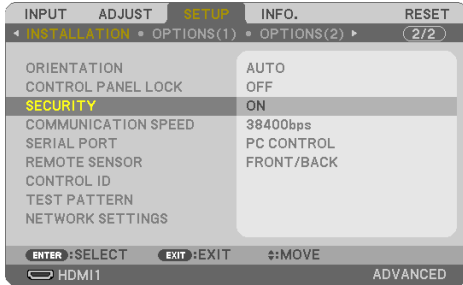 INPUT ADJUST SETUP INFO. RESET
INSTALLATION OPTIONS(1) OPTIONS(2) 2/2
ORIENTATION AUTO
CONTROL PANEL LOCK OFF
SECURITY ON
COMMUNICATION SPEED 38400bps
SERIAL PORT PC CONTROL
REMOTE SENSOR FRONT/BACK
CONTROL ID
TEST PATTERN
NETWORK SETTINGS
ENTER :SELECT EXIT :EXIT :MOVE
HDMI1 ADVANCED